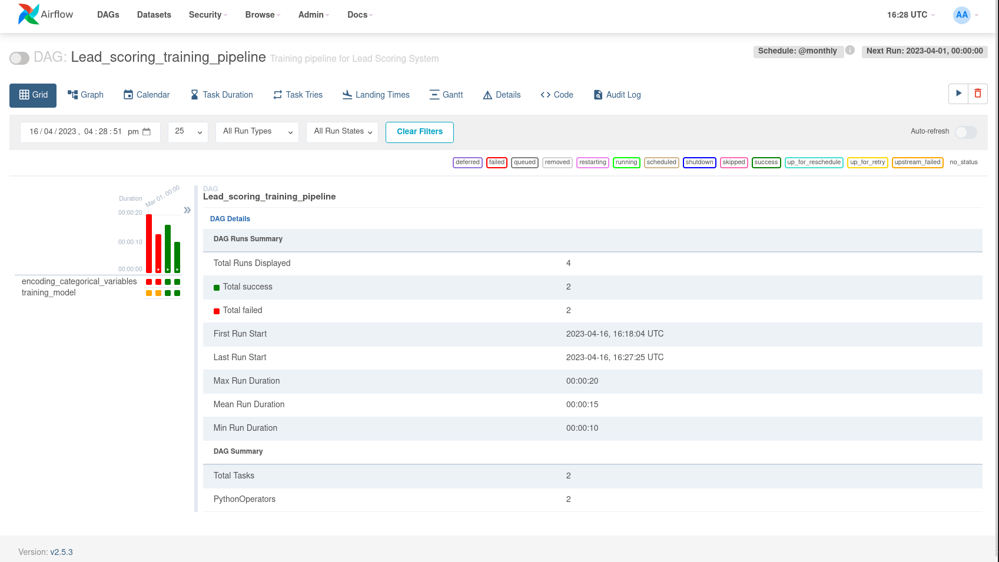 Airflow DAGs Datasets Security Browse Admin Docs 16:28 UTC AA
DAG: Lead_scoring_training_pipeline Training pipeline for Lead Scoring System Schedule: @monthly i Next Run: 2023-04-01, 00:00:00
Grid Graph Calendar Task Duration Task Tries Landing Times Gantt Details Code Audit Log
16/04/2023, 04:28:51 pm 25 All Run Types All Run States Clear Filters Auto-refresh
deferred failed queued removed restarting running scheduled shutdown skipped success up_for_reschedule up_for_retry upstream_failed no_status
Duration Mar 01, 00:00
00:00:20
00:00:10
00:00:00
encoding_categorical_variables
training_model
DAG
Lead_scoring_training_pipeline
DAG Details
DAG Runs Summary
Total Runs Displayed 4
Total success 2
Total failed 2
First Run Start 2023-04-16, 16:18:04 UTC
Last Run Start 2023-04-16, 16:27:25 UTC
Max Run Duration 00:00:20
Mean Run Duration 00:00:15
Min Run Duration 00:00:10
DAG Summary
Total Tasks 2
PythonOperators 2
Version: v2.5.3